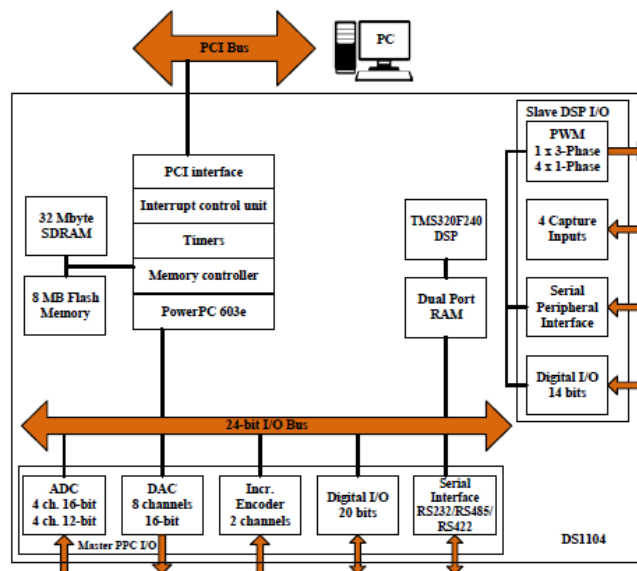 PCI Bus
PC
Slave DSP I/O
PWM
1 x 3-Phase
4 x 1-Phase
PCI interface
Interrupt control unit
Timers
Memory controller
PowerPC 603e
32 Mbyte
SDRAM
8 MB Flash
Memory
TMS320F240
DSP
Dual Port
RAM
4 Capture
Inputs
Serial
Peripheral
Interface
Digital I/O
14 bits
24-bit I/O Bus
ADC
4 ch. 16-bit
4 ch. 12-bit
DAC
8 channels
16-bit
Incr.
Encoder
2 channels
Digital I/O
20 bits
Serial
Interface
RS232/RS485/
RS422
Master PPC I/O
DS1104